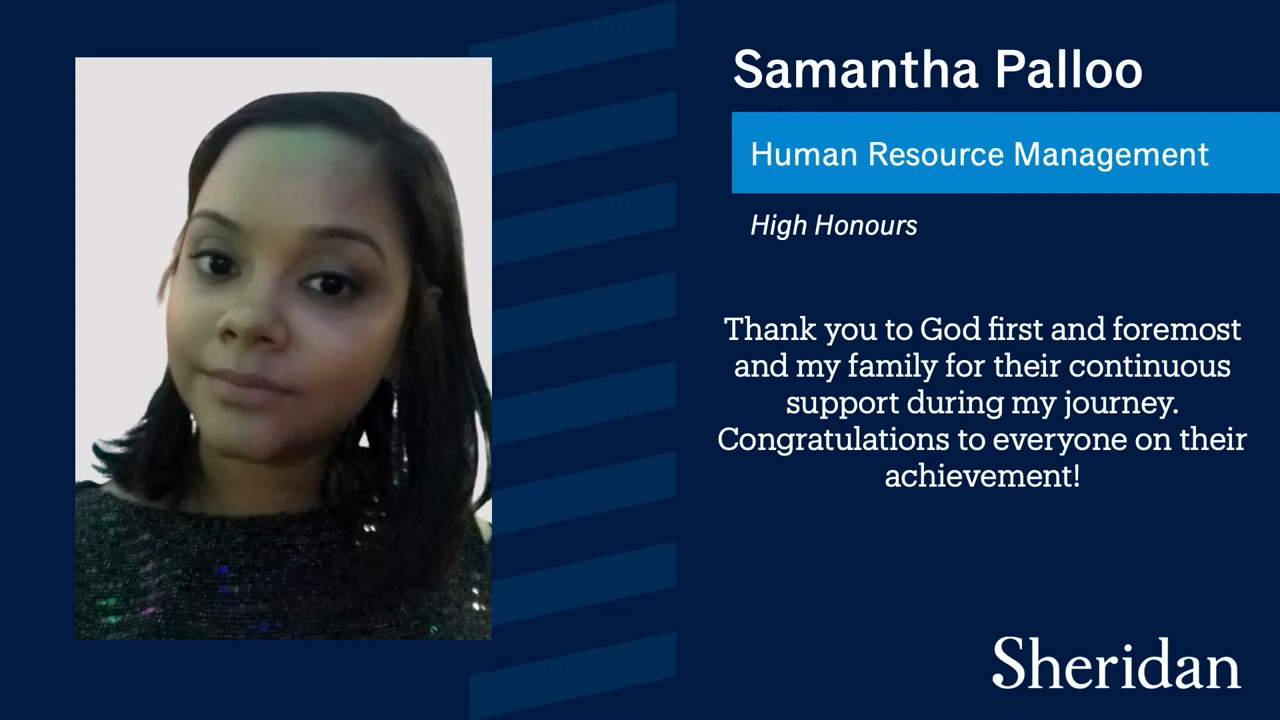 Samantha Palloo
Human Resource Management
High Honours
Thank you to God first and foremost
and my family for their continuous
support during my journey.
Congratulations to everyone on their
achievement!
Sheridan